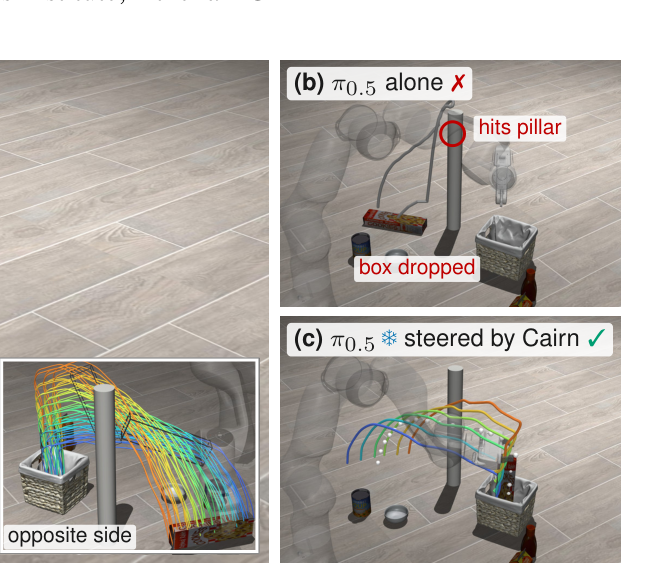 (b) π0.5 alone ✗
hits pillar
box dropped
(c) π0.5 ❄ steered by Cairn ✓
opposite side